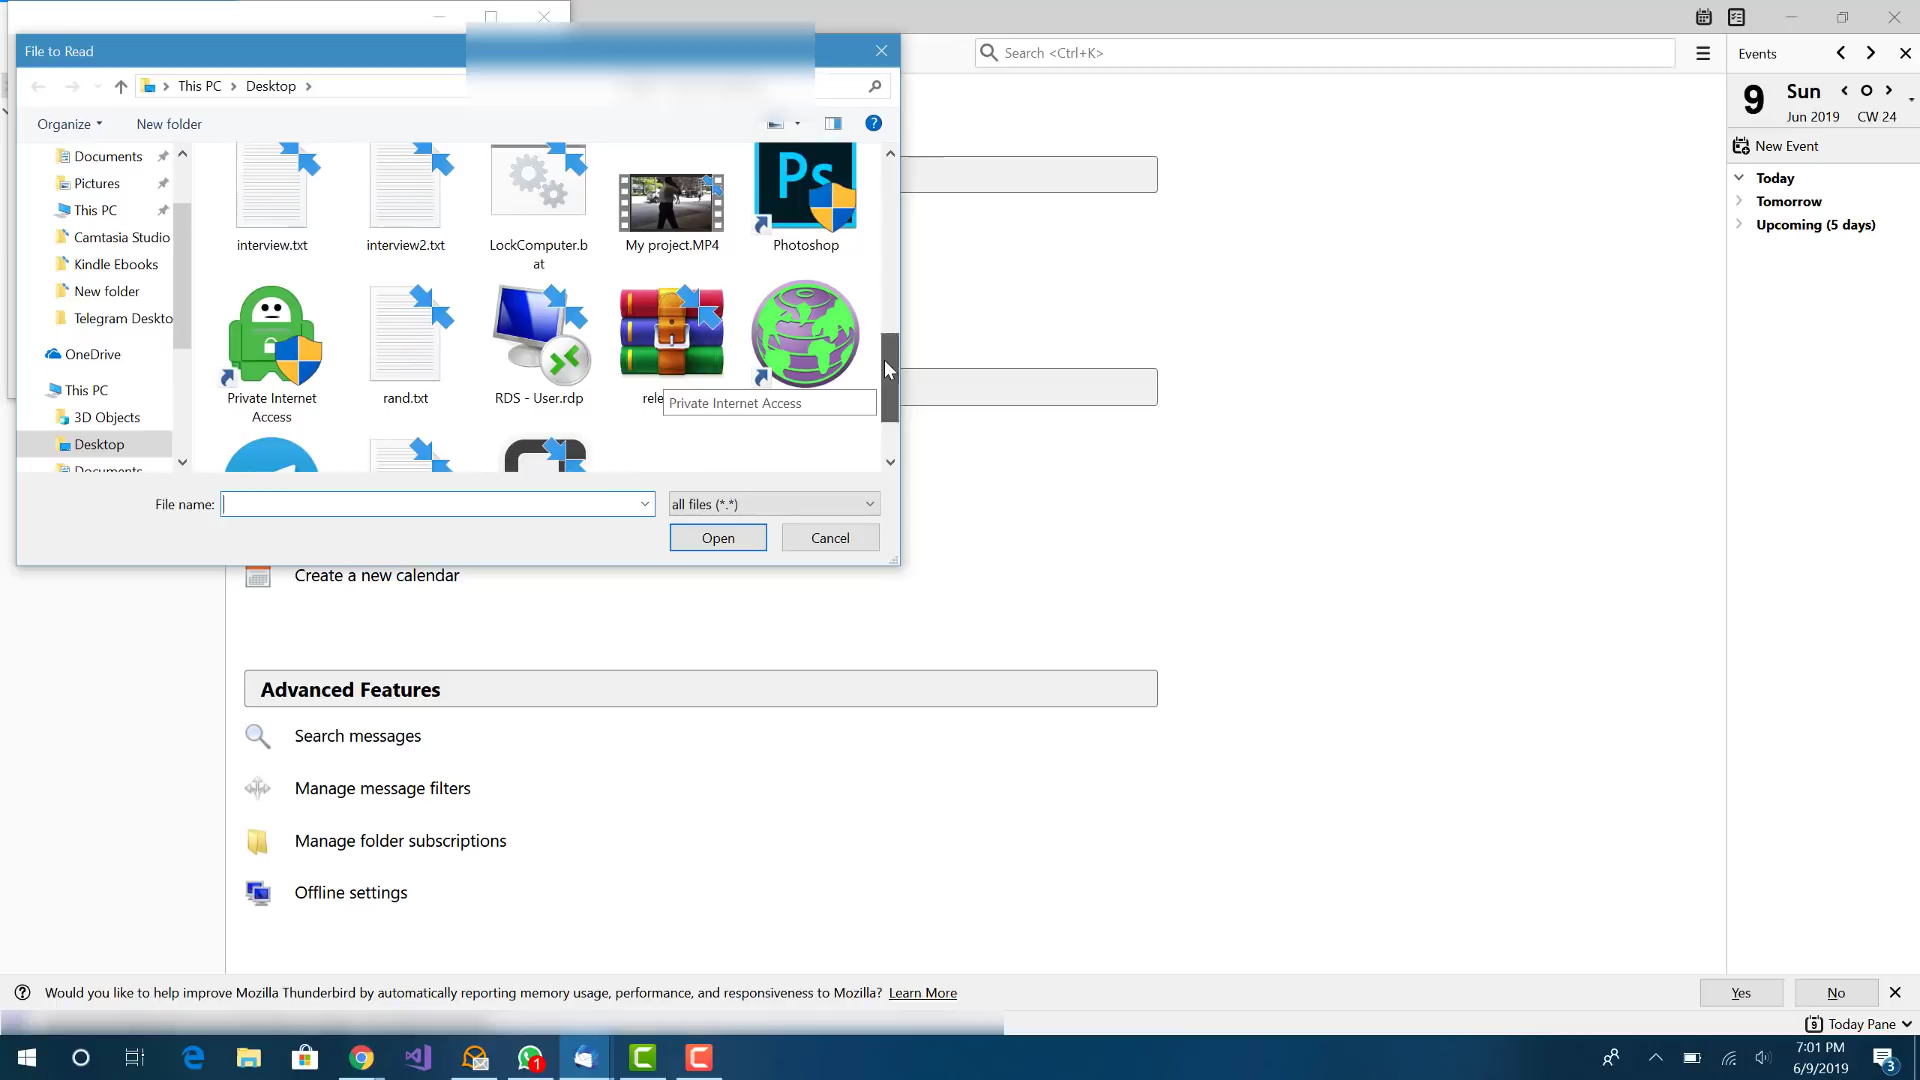 File to Read
This PC
Desktop
Organize
New folder
Documents
Pictures
This PC
Camtasia Studio
Kindle Ebooks
New folder
Telegram Deskto
OneDrive
This PC
3D Objects
Desktop
Documents
interview.txt
interview2.txt
LockComputer.b
at
My project.MP4
Ps
Photoshop
Private Internet
Access
rand.txt
RDS - User.rdp
rele
Private Internet Access
File name:
all files (*.*)
Open
Cancel
Search <Ctrl+K>
Events
9
Sun
Jun 2019
CW 24
New Event
Today
Tomorrow
Upcoming (5 days)
Create a new calendar
Advanced Features
Search messages
Manage message filters
Manage folder subscriptions
Offline settings
Would you like to help improve Mozilla Thunderbird by automatically reporting memory usage, performance, and responsiveness to Mozilla? Learn More
Yes
No
9
Today Pane
1
7:01 PM
6/9/2019
3